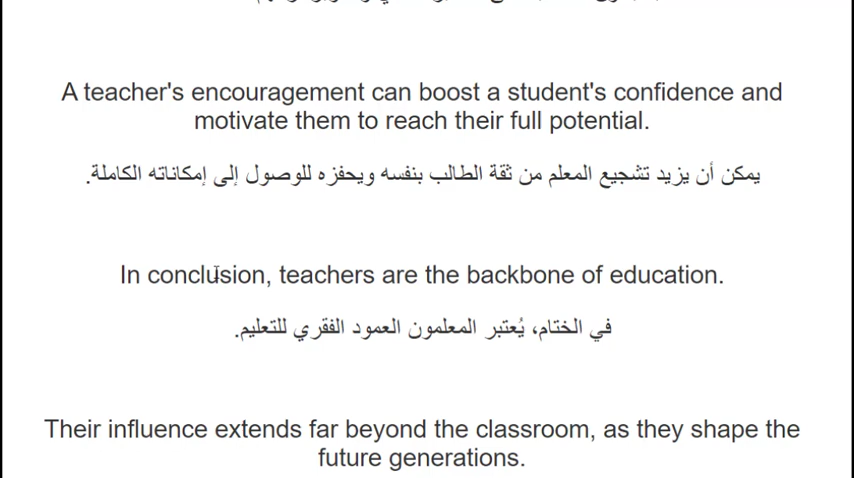 A teacher's encouragement can boost a student's confidence and
motivate them to reach their full potential.
يمكن أن يزيد تشجيع المعلم من ثقة الطالب بنفسه ويحفزه للوصول إلى إمكاناته الكاملة.
In conclusion, teachers are the backbone of education.
في الختام، يُعتبر المعلمون العمود الفقري للتعليم.
Their influence extends far beyond the classroom, as they shape the
future generations.